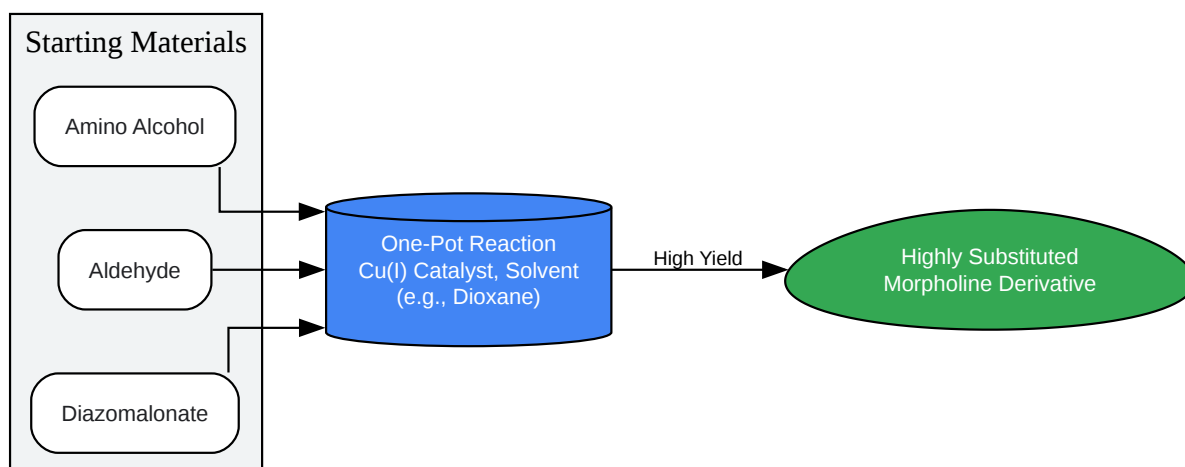 Starting Materials
Amino Alcohol
Aldehyde
Diazomalonate
One-Pot Reaction
Cu(I) Catalyst, Solvent
(e.g., Dioxane)
High Yield
Highly Substituted
Morpholine Derivative